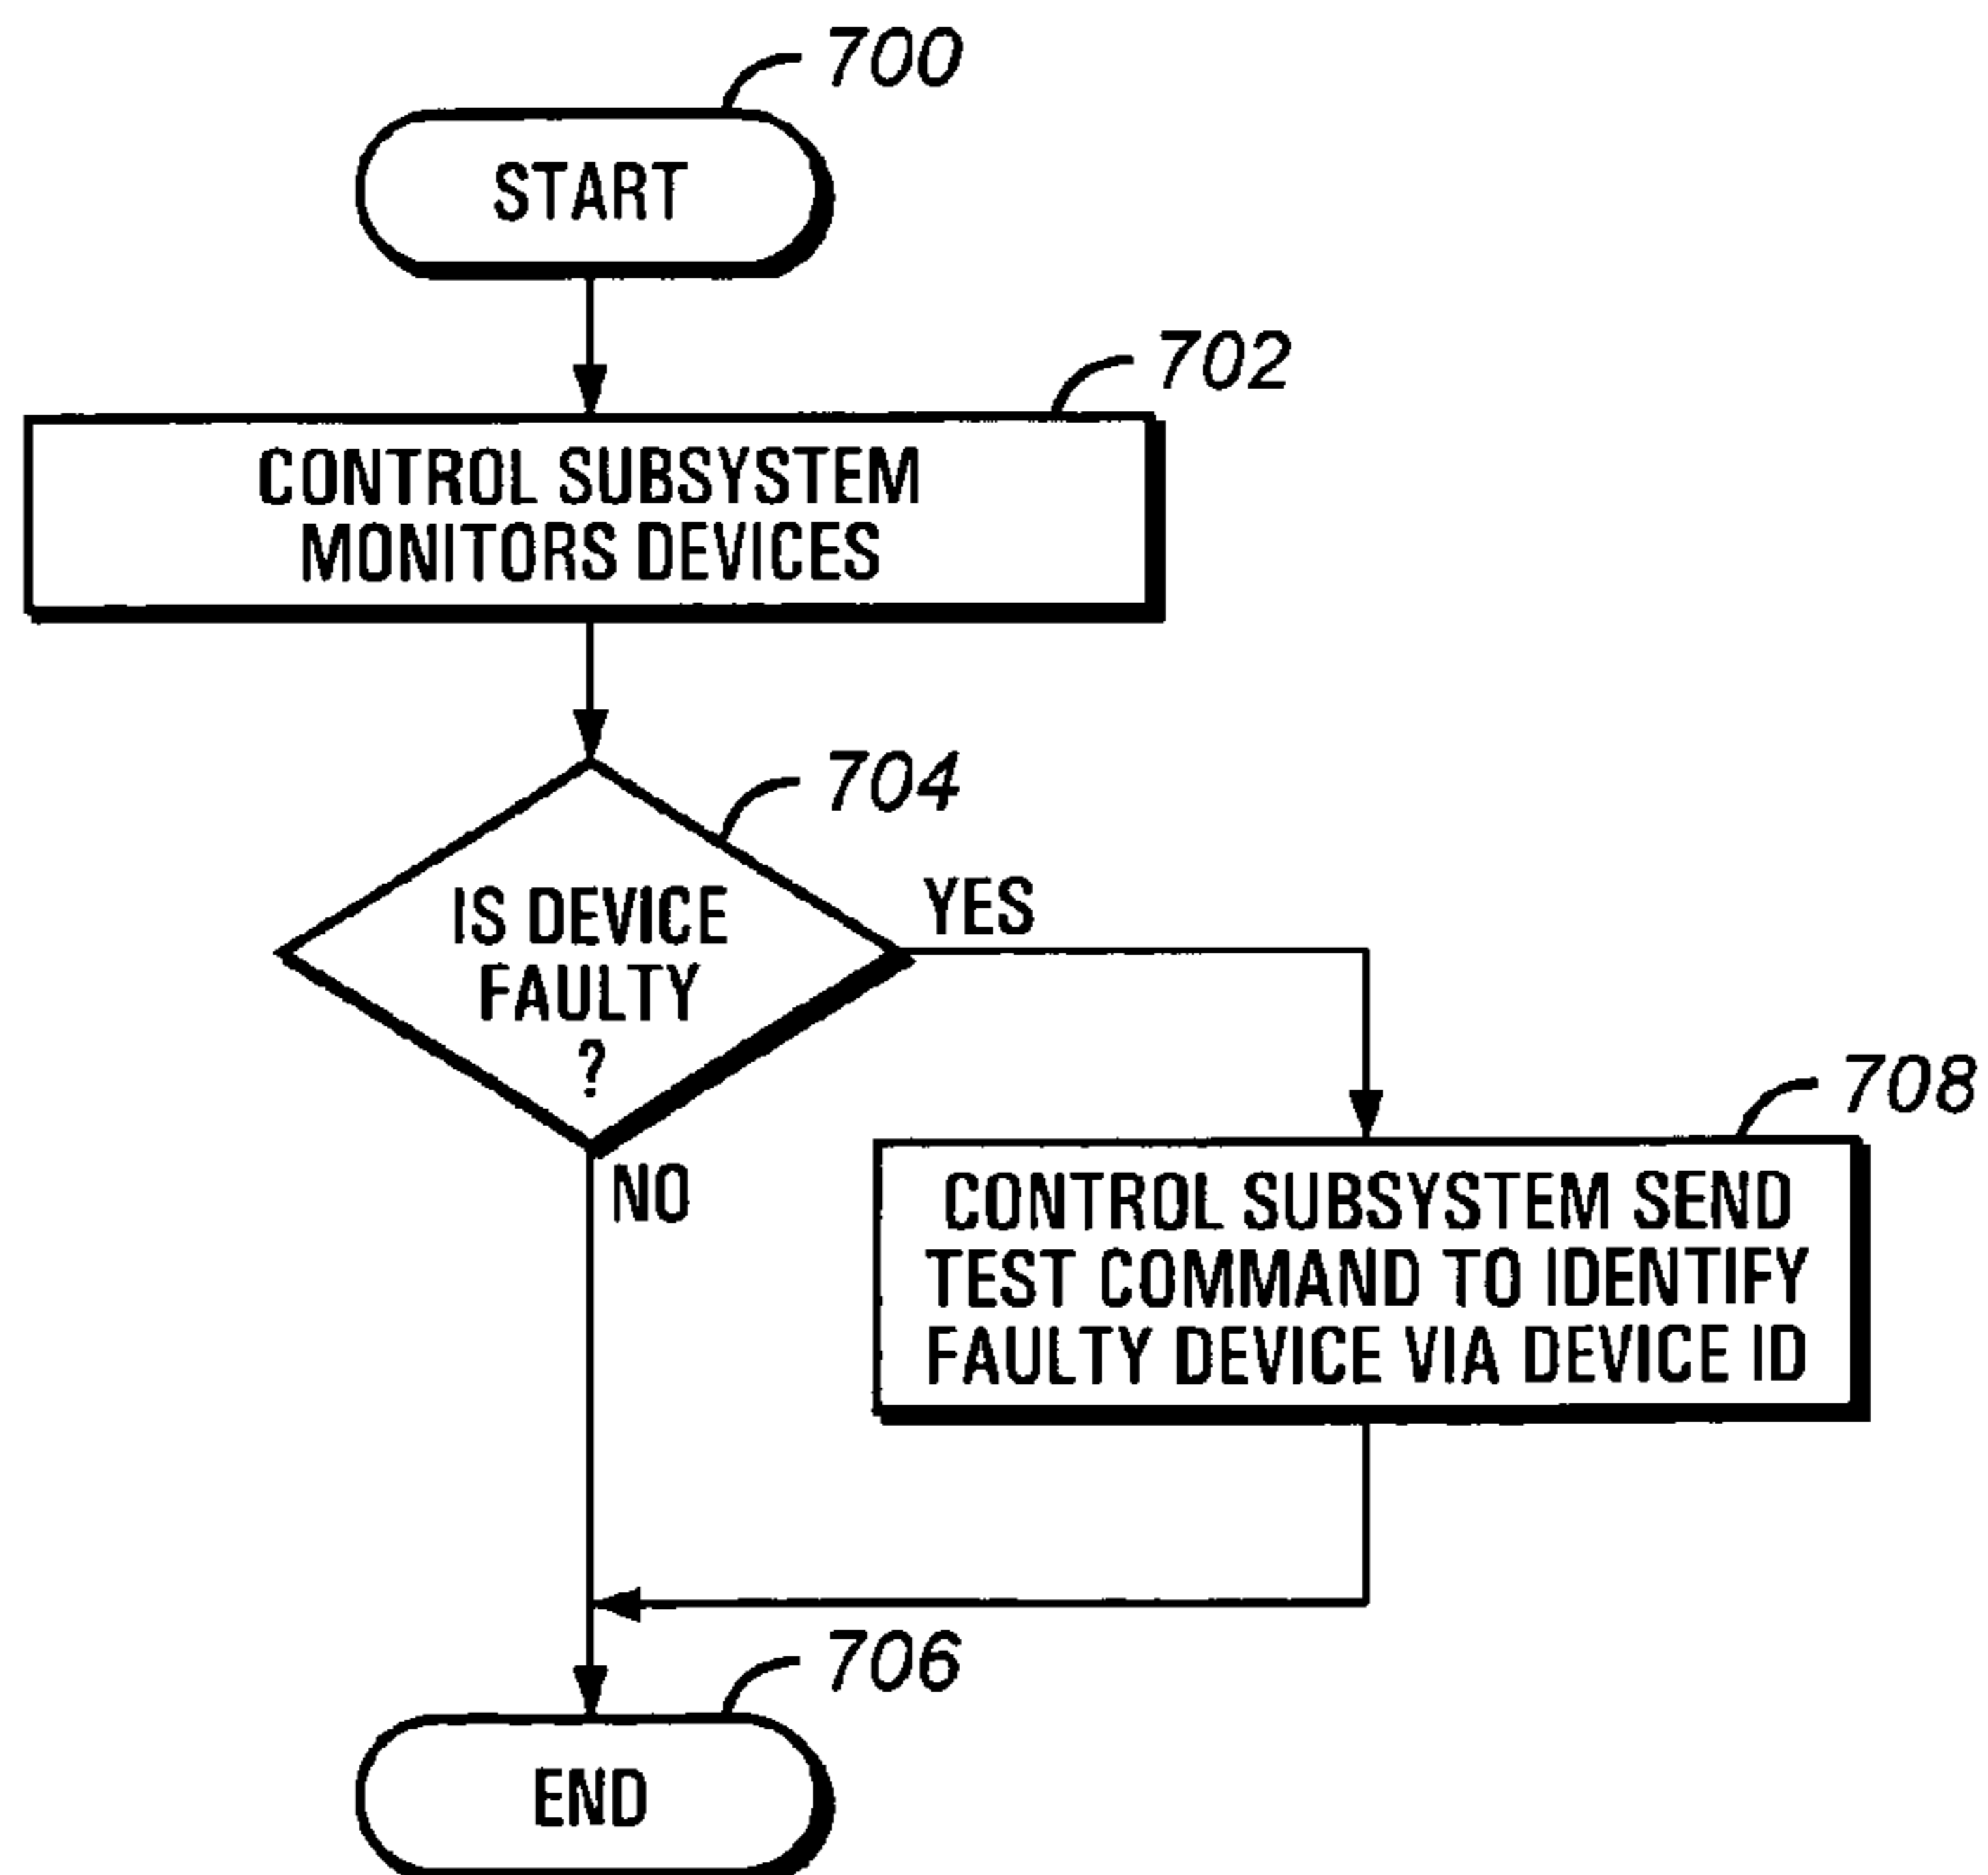 700
START
702
CONTROL SUBSYSTEM
MONITORS DEVICES
704
IS DEVICE
FAULTY
?
YES
NO
708
CONTROL SUBSYSTEM SEND
TEST COMMAND TO IDENTIFY
FAULTY DEVICE VIA DEVICE ID
706
END